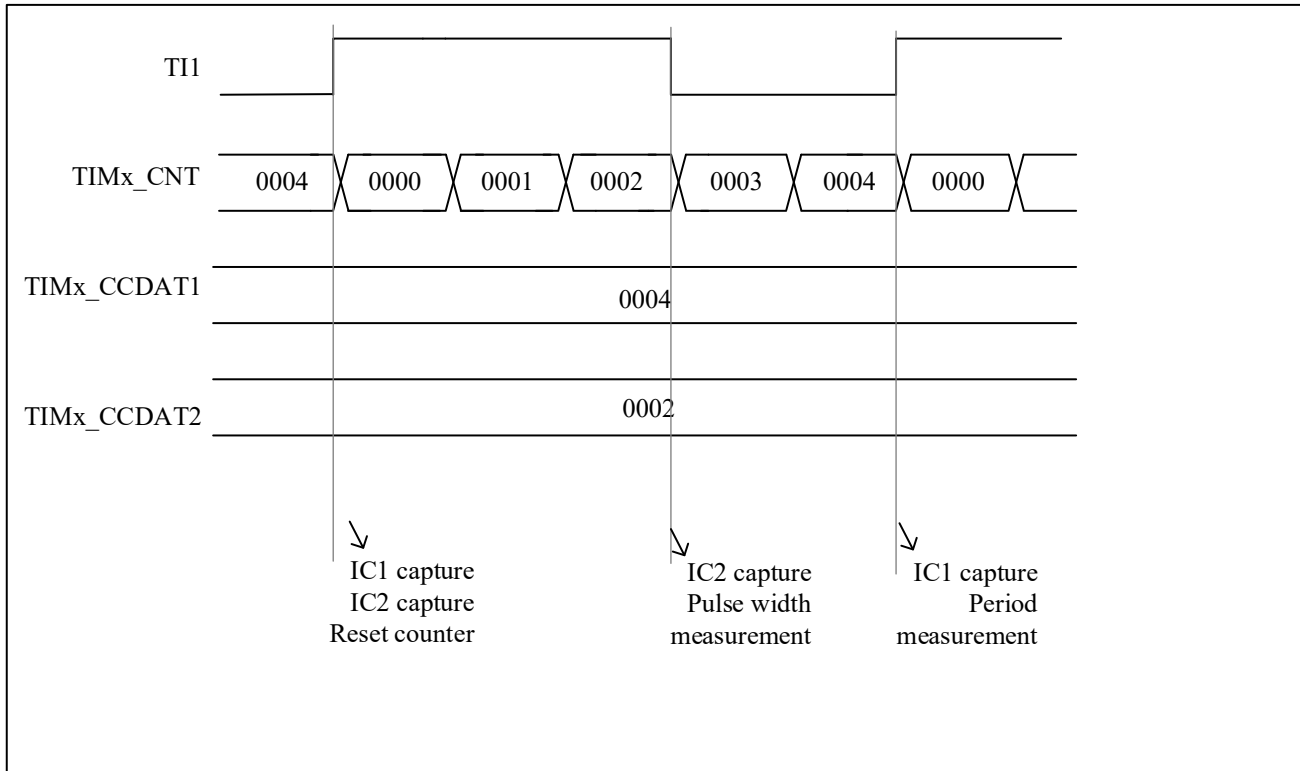 TI1
TIMx_CNT
0004
0000
0001
0002
0003
0004
0000
TIMx_CCDAT1
0004
TIMx_CCDAT2
0002
IC1 capture
IC2 capture
Reset counter
IC2 capture
Pulse width
measurement
IC1 capture
Period
measurement